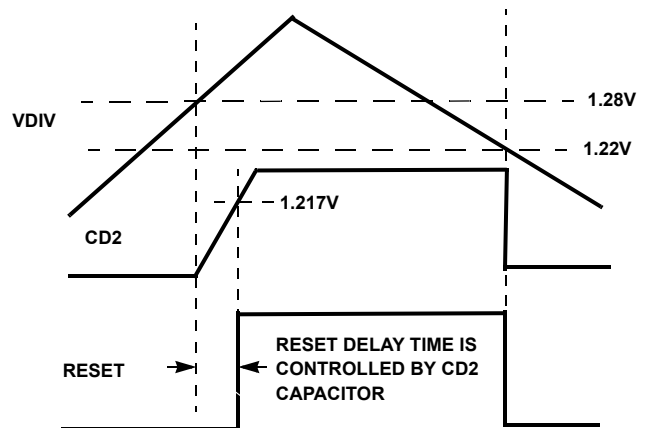 1.28V
VDIV
1.22V
1.217V
CD2
RESET DELAY TIME IS
RESET
CONTROLLED BY CD2
CAPACITOR